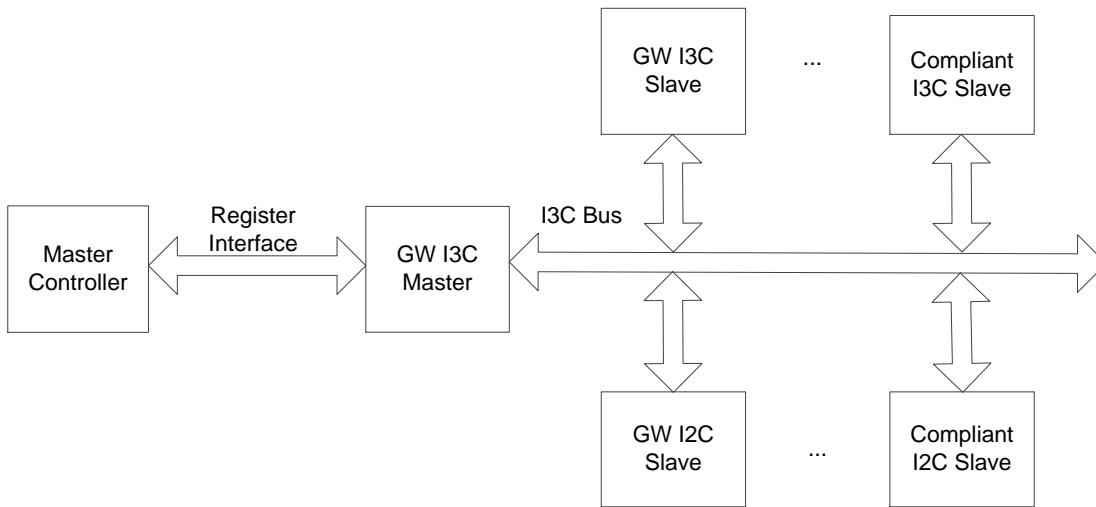 GW I3C
Slave
...
Compliant
I3C Slave
Register
Interface
I3C Bus
Master
Controller
GW I3C
Master
GW I2C
Slave
...
Compliant
I2C Slave